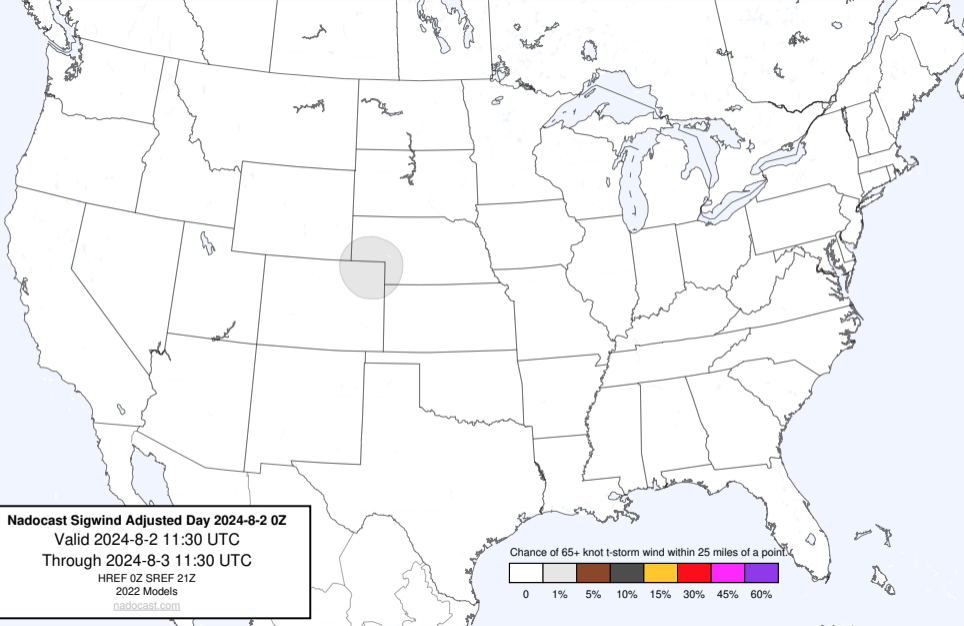 Nadocast Sigwind Adjusted Day 2024-8-2 0Z
Valid 2024-8-2 11:30 UTC
Through 2024-8-3 11:30 UTC
HREF 0Z SREF 21Z
2022 Models
nadocast.com
Chance of 65+ knot t-storm wind within 25 miles of a point.
0 1% 5% 10% 15% 30% 45% 60%